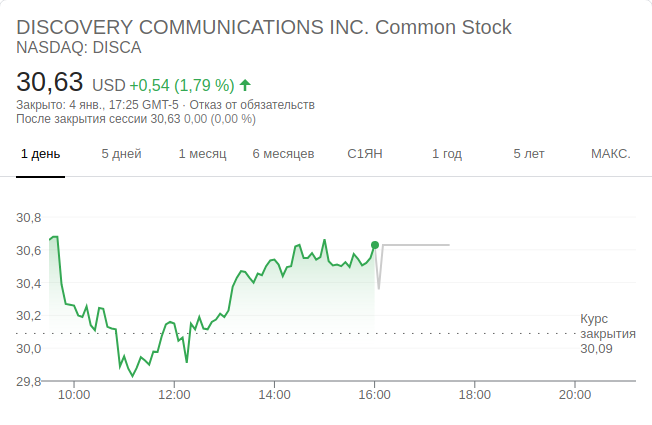 DISCOVERY COMMUNICATIONS INC. Common Stock
NASDAQ: DISCA
30,63 USD +0,54 (1,79 %)
Закрыто: 4 янв., 17:25 GMT-5 · Отказ от обязательств
После закрытия сессии 30,63 0,00 (0,00 %)
1 день 5 дней 1 месяц 6 месяцев С1ЯН 1 год 5 лет МАКС.
30,8
30,6
30,4
30,2
30,0
29,8
Курс
закрытия
30,09
10:00 12:00 14:00 16:00 18:00 20:00